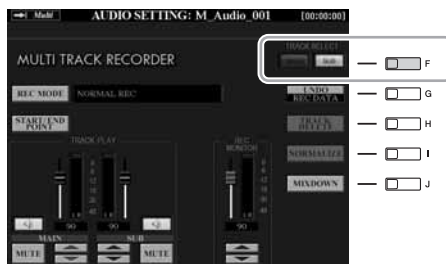 Multi AUDIO SETTING: M_Audio_001 [00:00:00]
TRACK SELECT
MULTI TRACK RECORDER
MAIN SUB
F
REC MODE NORMAL REC
UNDO
REC DATA
G
START/END
POINT
TRACK
DELETE
H
TRACK PLAY
REC
MONITOR
NORMALIZE
I
MIXDOWN
J
L R L R L R
90 90 90
MAIN SUB
MUTE MUTE